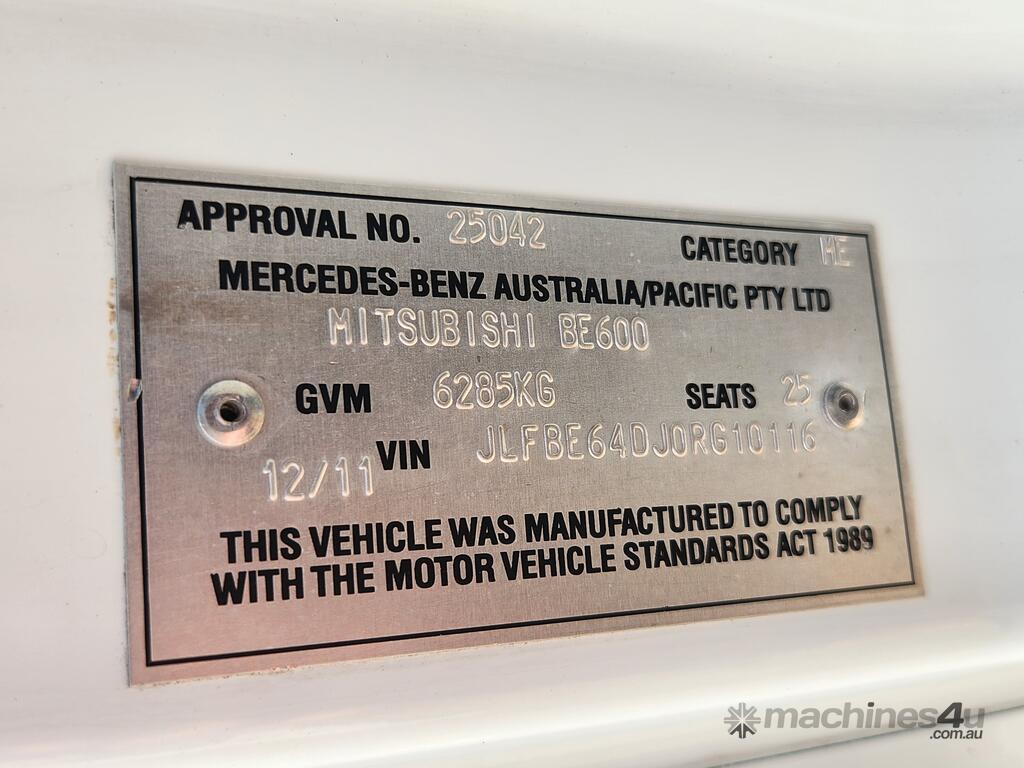 APPROVAL NO. 25042 CATEGORY ME
MERCEDES-BENZ AUSTRALIA/PACIFIC PTY LTD
MITSUBISHI BE600
GVM 6285KG SEATS 25
12/11 VIN JLFBE64DJ0RG10116
THIS VEHICLE WAS MANUFACTURED TO COMPLY
WITH THE MOTOR VEHICLE STANDARDS ACT 1989
machines4u
.com.au